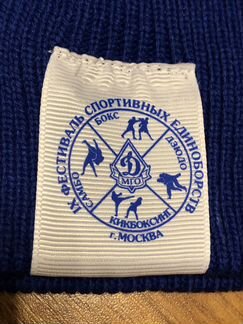 IX ФЕСТИВАЛЬ СПОРТИВНЫХ ЕДИНОБОРСТВ
БОКС
ДЗЮДО
САМБО
Д
МГО
КИКБОКСИНГ
г. МОСКВА